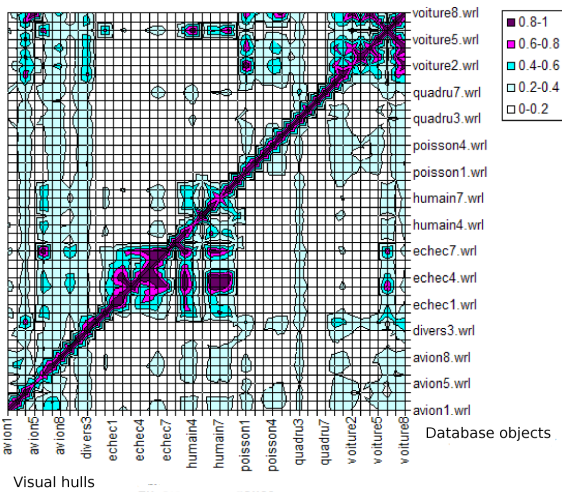 voiture8.wrl
voiture5.wrl
voiture2.wrl
quadru7.wrl
quadru3.wrl
poisson4.wrl
poisson1.wrl
humain7.wrl
humain4.wrl
echec7.wrl
echec4.wrl
echec1.wrl
divers3.wrl
avion8.wrl
avion5.wrl
avion1.wrl
0.8-1
0.6-0.8
0.4-0.6
0.2-0.4
0-0.2
avion1
avion5
avion8
divers3
echec1
echec4
echec7
humain4
humain7
poisson1
poisson4
quadru3
quadru7
voiture2
voiture5
voiture8
Database objects
Visual hulls